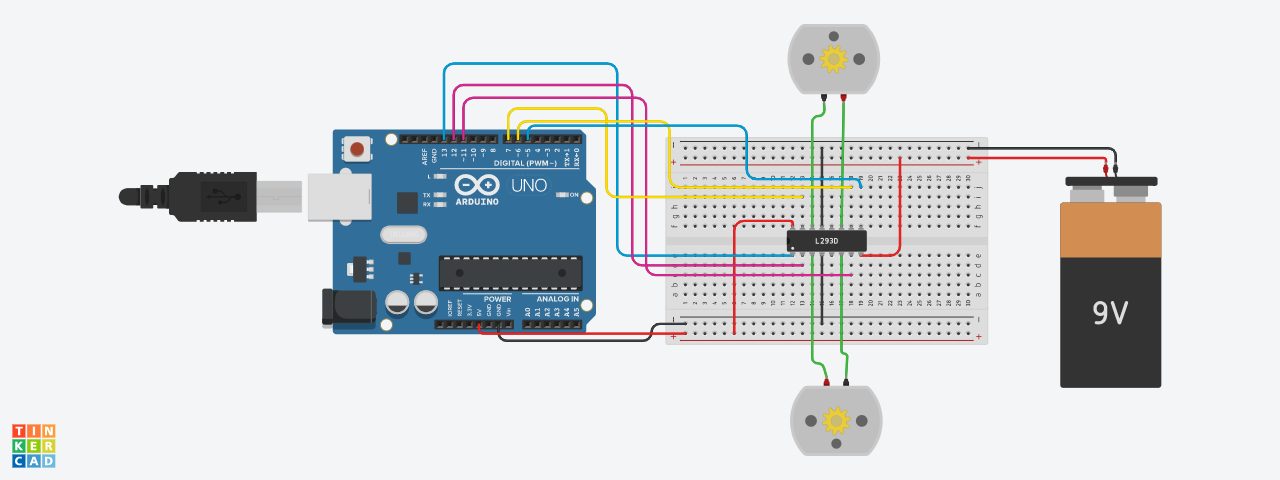 AREF
GND
13
12
~11
~10
~9
8
7
~6
~5
4
~3
2
TX→1
RX←0
DIGITAL (PWM~)
L
TX
RX
UNO
ARDUINO
ON
POWER
ANALOG IN
IOREF
RESET
3.3V
5V
GND
GND
Vin
A0
A1
A2
A3
A4
A5
L293D
9V
TIN
KER
CAD